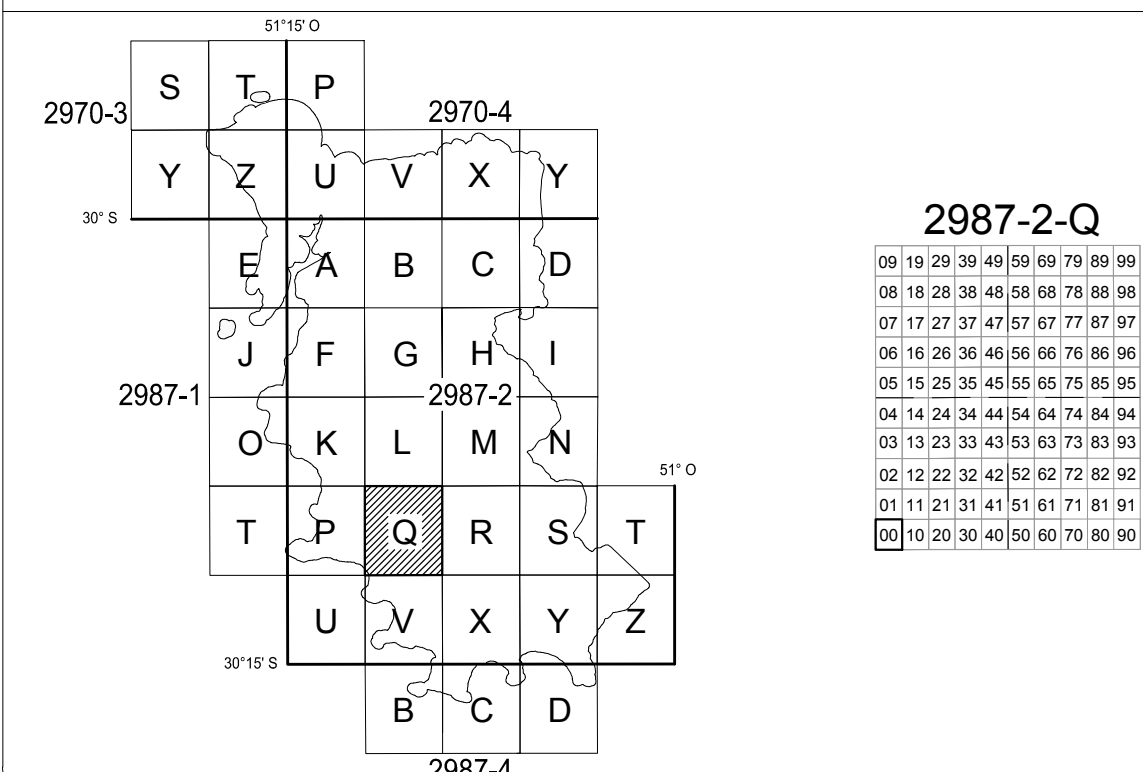 51°15' O
S T P
2970-3 2970-4
Y Z U V X Y
30° S
E A B C D
J F G H I
2987-1 2987-2
O K L M N
51° O
T P Q R S T
U V X Y Z
30°15' S
B C D
2987-4
2987-2-Q
09 19 29 39 49 59 69 79 89 99
08 18 28 38 48 58 68 78 88 98
07 17 27 37 47 57 67 77 87 97
06 16 26 36 46 56 66 76 86 96
05 15 25 35 45 55 65 75 85 95
04 14 24 34 44 54 64 74 84 94
03 13 23 33 43 53 63 73 83 93
02 12 22 32 42 52 62 72 82 92
01 11 21 31 41 51 61 71 81 91
00 10 20 30 40 50 60 70 80 90